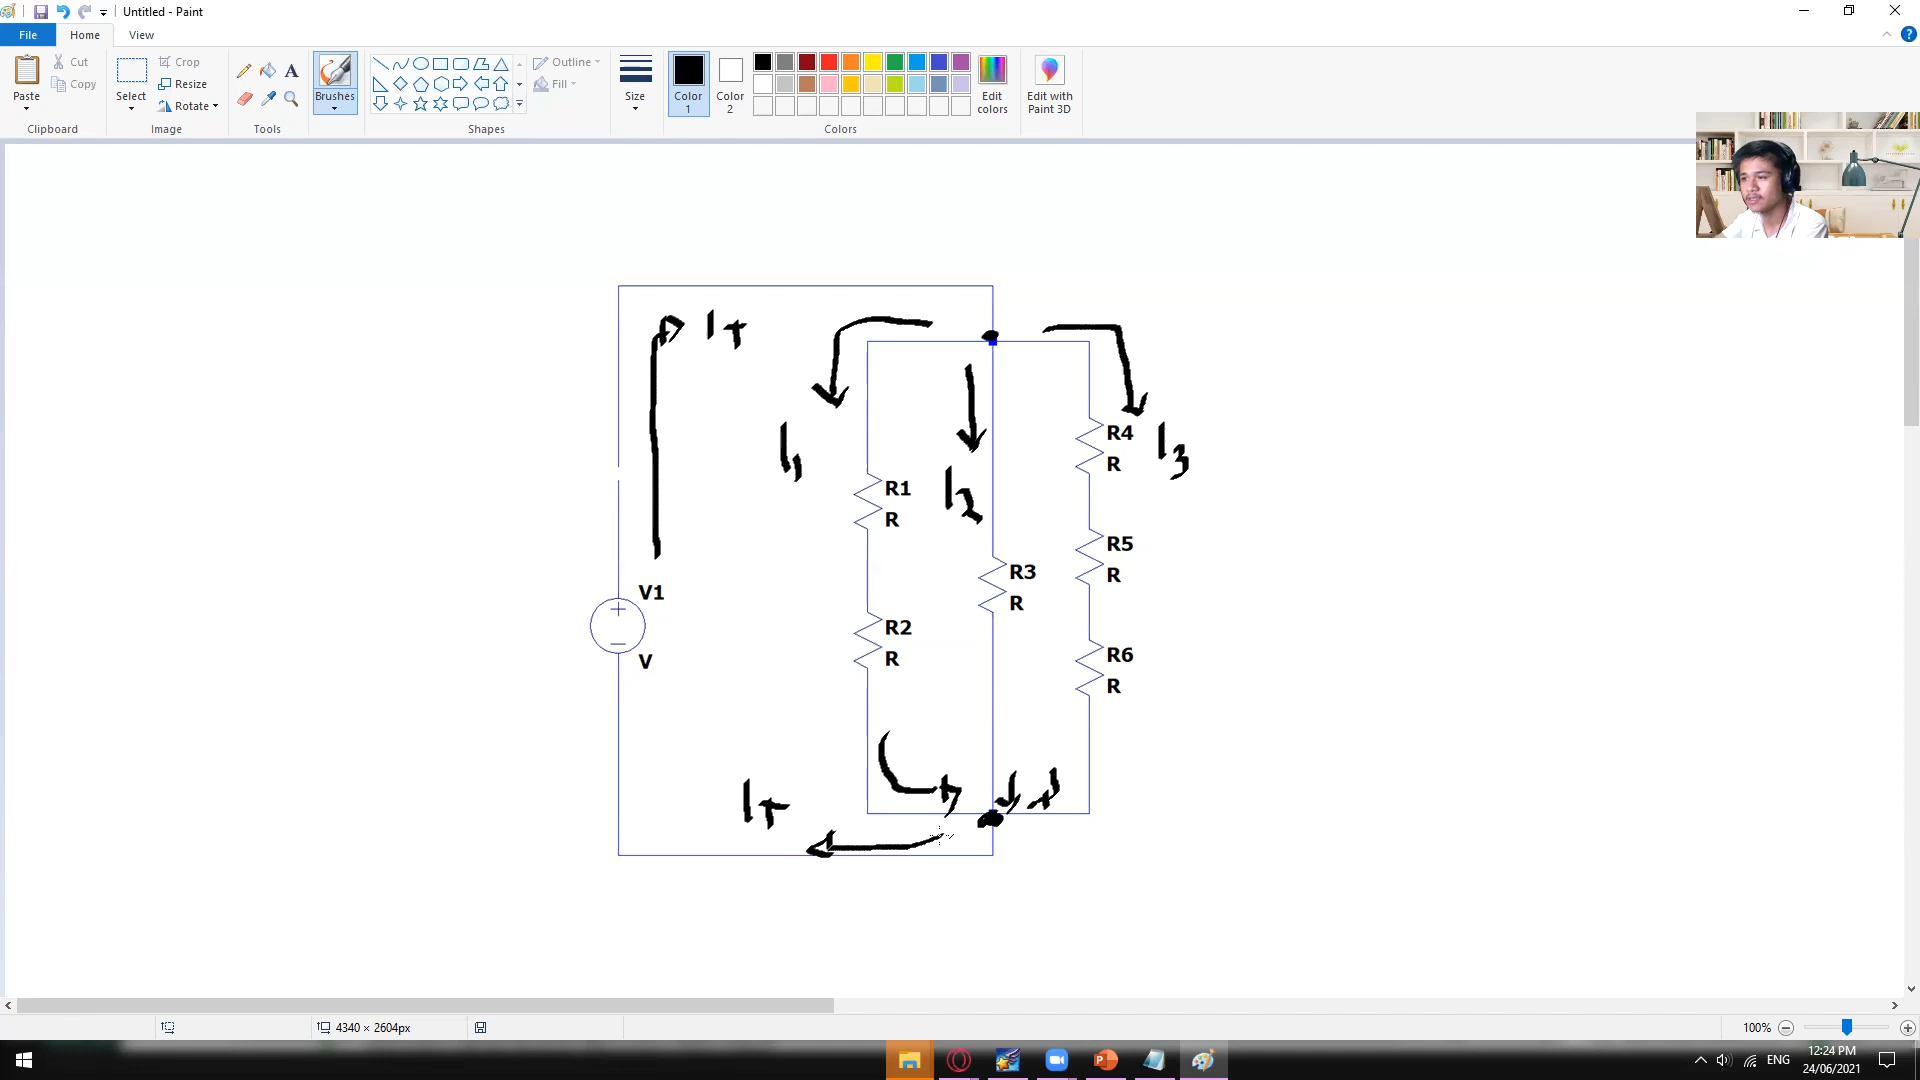 Untitled - Paint
File Home View
Paste
Cut
Copy
Clipboard
Select
Crop
Resize
Rotate
Image
Tools
Brushes
Shapes
Outline
Fill
Size
Color 1
Color 2
Colors
Edit colors
Edit with Paint 3D
IT
I1
I2
I3
R4
R
R1
R
R5
R
R3
R
V1
V
R2
R
R6
R
IT
4340 × 2604px
100%
ENG
12:24 PM
24/06/2021